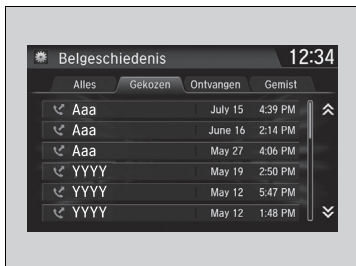 Belgeschiedenis 12:34
Alles Gekozen Ontvangen Gemist
Aaa July 15 4:39 PM
Aaa June 16 2:14 PM
Aaa May 27 4:06 PM
YYYY May 19 2:50 PM
YYYY May 12 5:47 PM
YYYY May 12 1:48 PM